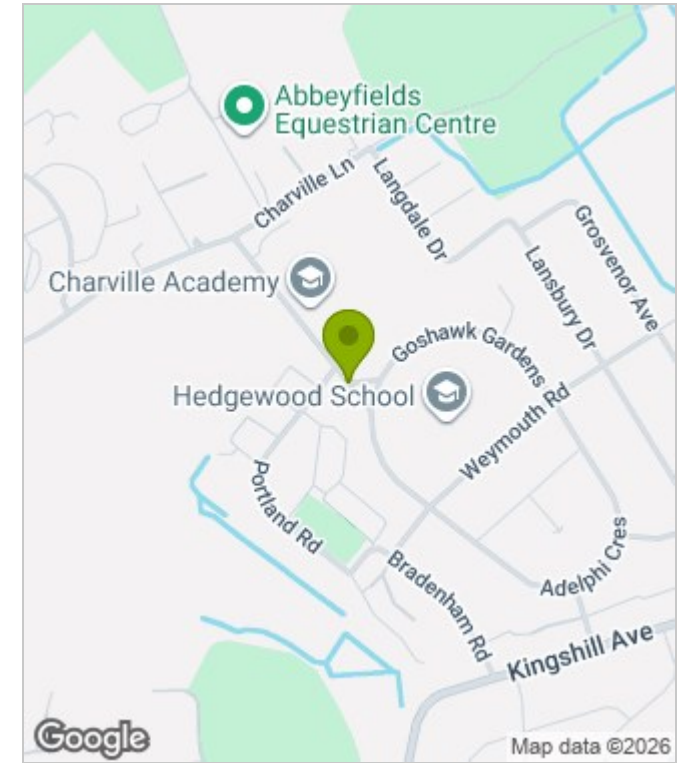 Abbeyfields
Equestrian Centre
Charville Ln
Langdale Dr
Grosvenor Ave
Charville Academy
Lansbury Dr
Goshawk Gardens
Hedgewood School
Weymouth Rd
Portland Rd
Bradenham Rd
Adelphi Cres
Kingshill Ave
Google
Map data ©2026